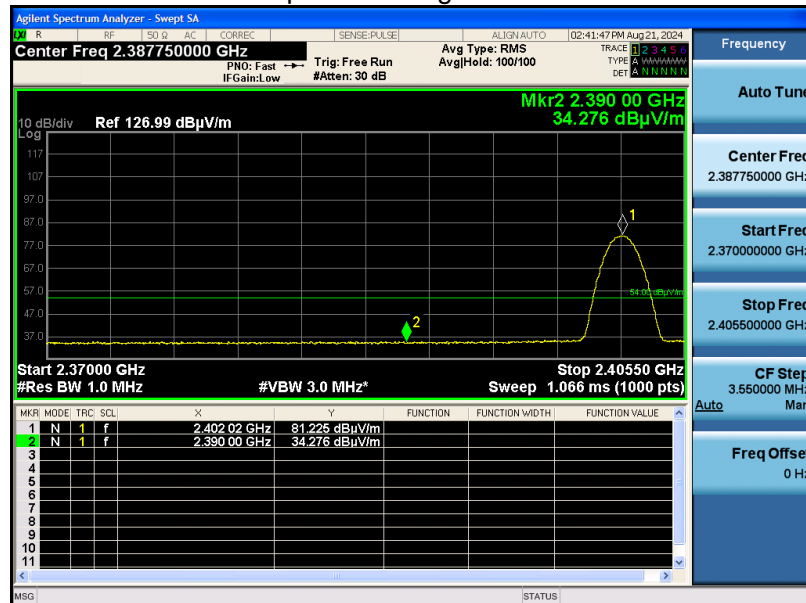 Agilent Spectrum Analyzer - Swept SA
LXI R RF 50 Ω AC CORREC SENSE:PULSE ALIGN AUTO 02:41:47 PM Aug 21, 2024
Center Freq 2.387750000 GHz
PNO: Fast
IFGain:Low
Trig: Free Run
#Atten: 30 dB
Avg Type: RMS
Avg|Hold: 100/100
TRACE 1 2 3 4 5 6
TYPE A WWWWW
DET A N N N N N
Mkr2 2.390 00 GHz
34.276 dBµV/m
10 dB/div Ref 126.99 dBµV/m
Log
117
107
97.0
87.0
77.0
67.0
57.0
47.0
37.0
1
2
54.00 dBµV/m
Start 2.37000 GHz Stop 2.40550 GHz
#Res BW 1.0 MHz #VBW 3.0 MHz* Sweep 1.066 ms (1000 pts)
MKR MODE TRC SCL X Y FUNCTION FUNCTION WIDTH FUNCTION VALUE
1 N 1 f 2.402 02 GHz 81.225 dBµV/m
2 N 1 f 2.390 00 GHz 34.276 dBµV/m
3
4
5
6
7
8
9
10
11
MSG STATUS
Frequency
Auto Tune
Center Freq
2.387750000 GHz
Start Freq
2.370000000 GHz
Stop Freq
2.405500000 GHz
CF Step
3.550000 MHz
Auto Man
Freq Offset
0 Hz